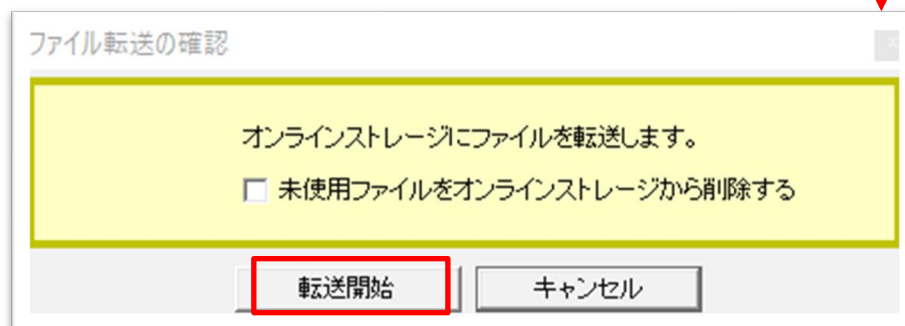 ファイル転送の確認
オンラインストレージにファイルを転送します。
未使用ファイルをオンラインストレージから削除する
転送開始
キャンセル